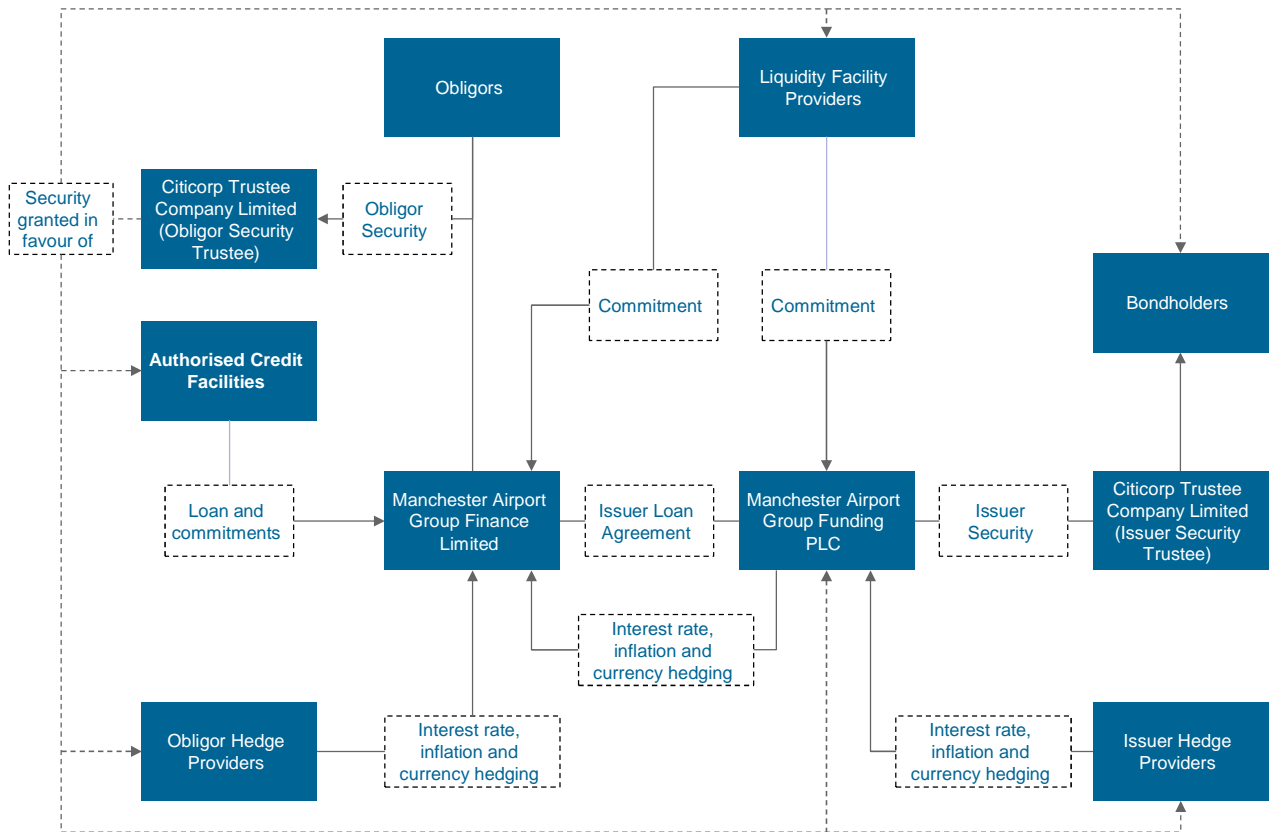 Obligors
Liquidity Facility
Providers
Security
granted in
favour of
Citicorp Trustee
Company Limited
(Obligor Security
Trustee)
Obligor
Security
Commitment
Commitment
Bondholders
Authorised Credit
Facilities
Loan and
commitments
Manchester Airport
Group Finance
Limited
Issuer Loan
Agreement
Manchester Airport
Group Funding
PLC
Issuer
Security
Citicorp Trustee
Company Limited
(Issuer Security
Trustee)
Interest rate,
inflation and
currency hedging
Obligor Hedge
Providers
Interest rate,
inflation and
currency hedging
Interest rate,
inflation and
currency hedging
Issuer Hedge
Providers